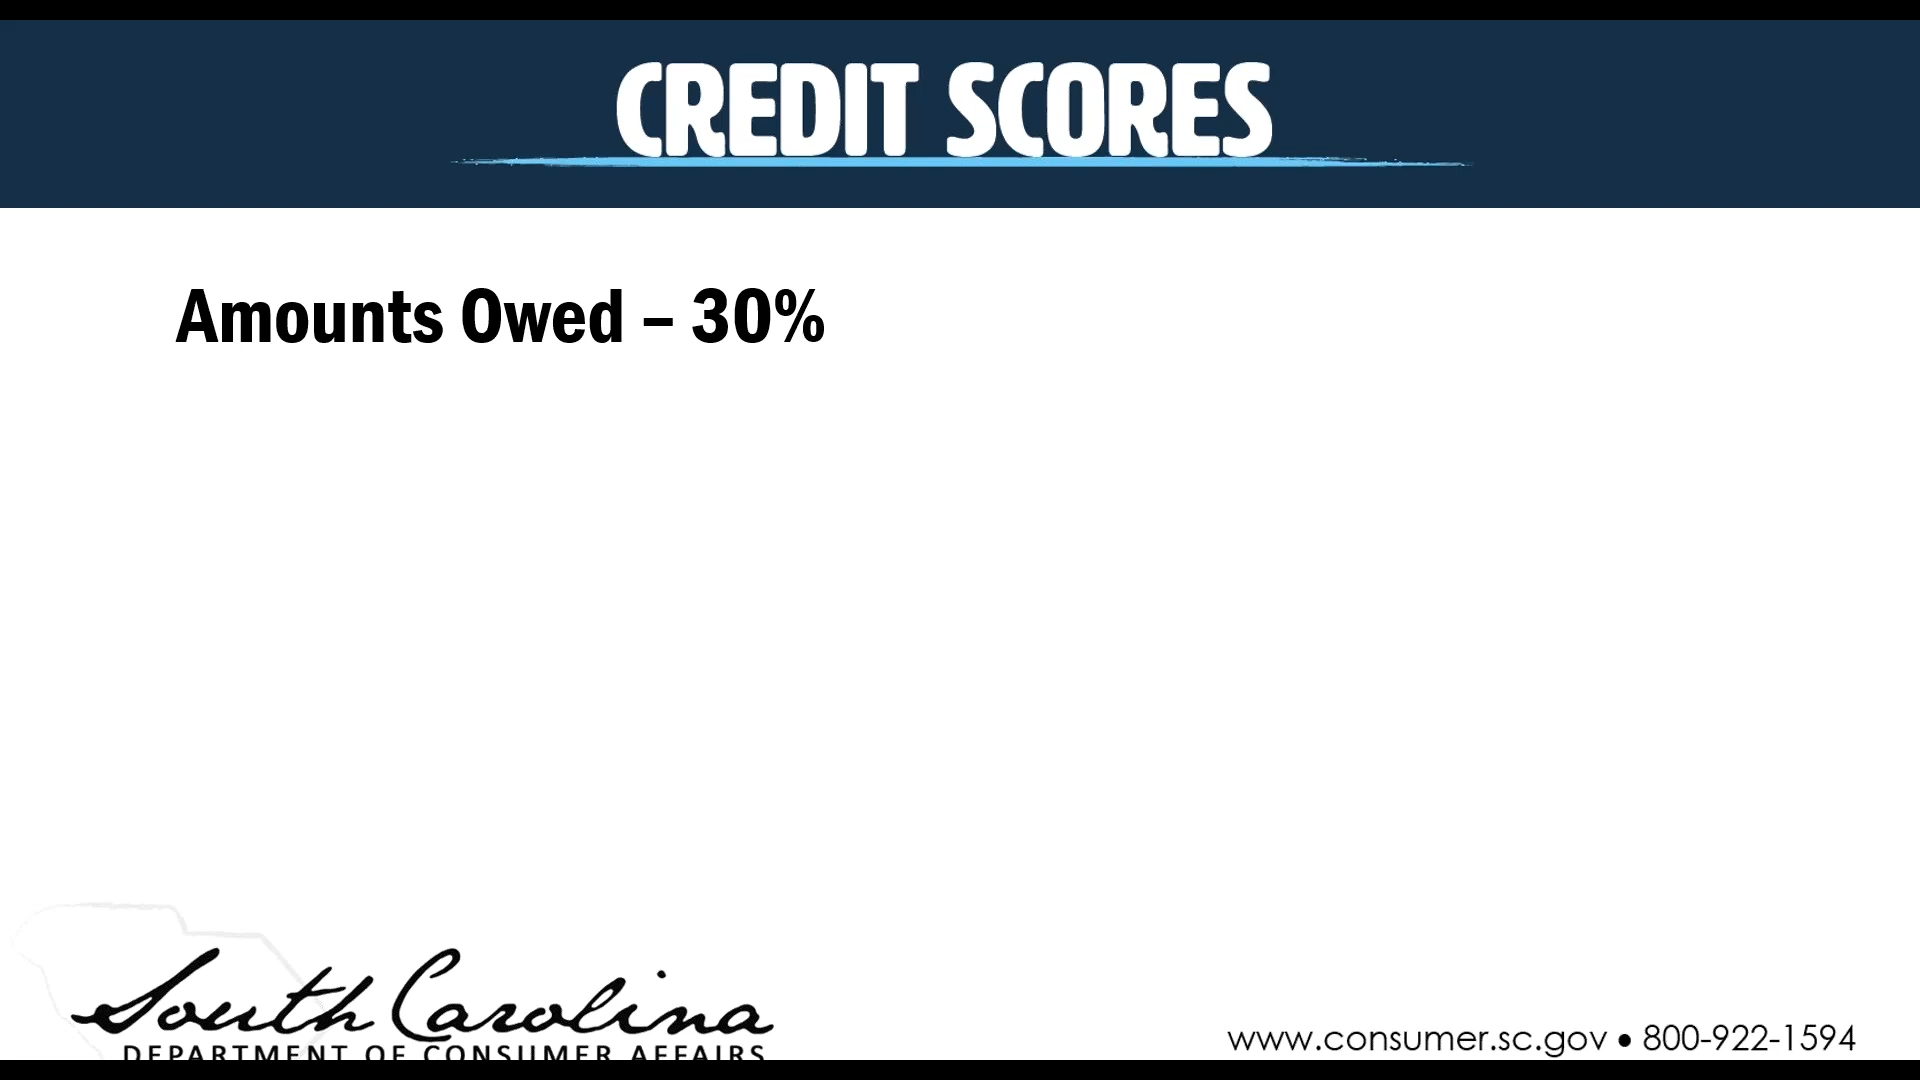 CREDIT SCORES
Amounts Owed – 30%
South Carolina
DEPARTMENT OF CONSUMER AFFAIRS
www.consumer.sc.gov • 800-922-1594